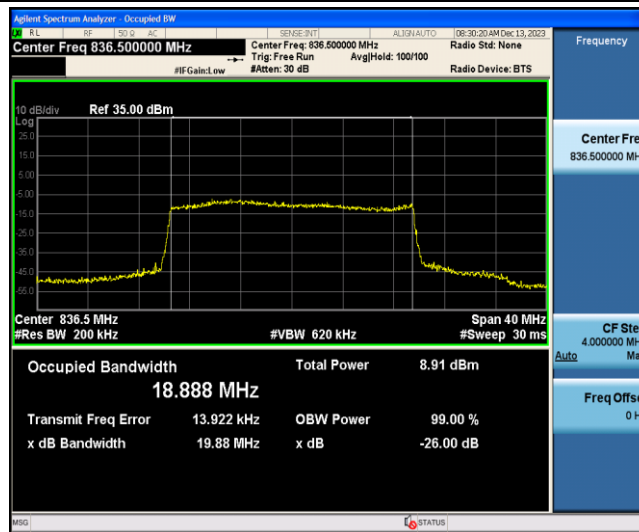 Agilent Spectrum Analyzer - Occupied BW
RL RF 50 Ω AC SENSE:INT ALIGN AUTO 08:30:20 AM Dec 13, 2023
Center Freq 836.500000 MHz Center Freq: 836.500000 MHz Radio Std: None
Trig: Free Run Avg|Hold: 100/100
#IFGain:Low #Atten: 30 dB Radio Device: BTS
Frequency
10 dB/div Ref 35.00 dBm
Log
25.0
15.0
5.00
-5.00
-15.0
-25.0
-35.0
-45.0
-55.0
Center 836.5 MHz Span 40 MHz
#Res BW 200 kHz #VBW 620 kHz #Sweep 30 ms
Occupied Bandwidth Total Power 8.91 dBm
18.888 MHz
Transmit Freq Error 13.922 kHz OBW Power 99.00 %
x dB Bandwidth 19.88 MHz x dB -26.00 dB
Center Fre
836.500000 MH
CF Ste
4.000000 MH
Auto Ma
Freq Offs
0 H
MSG STATUS